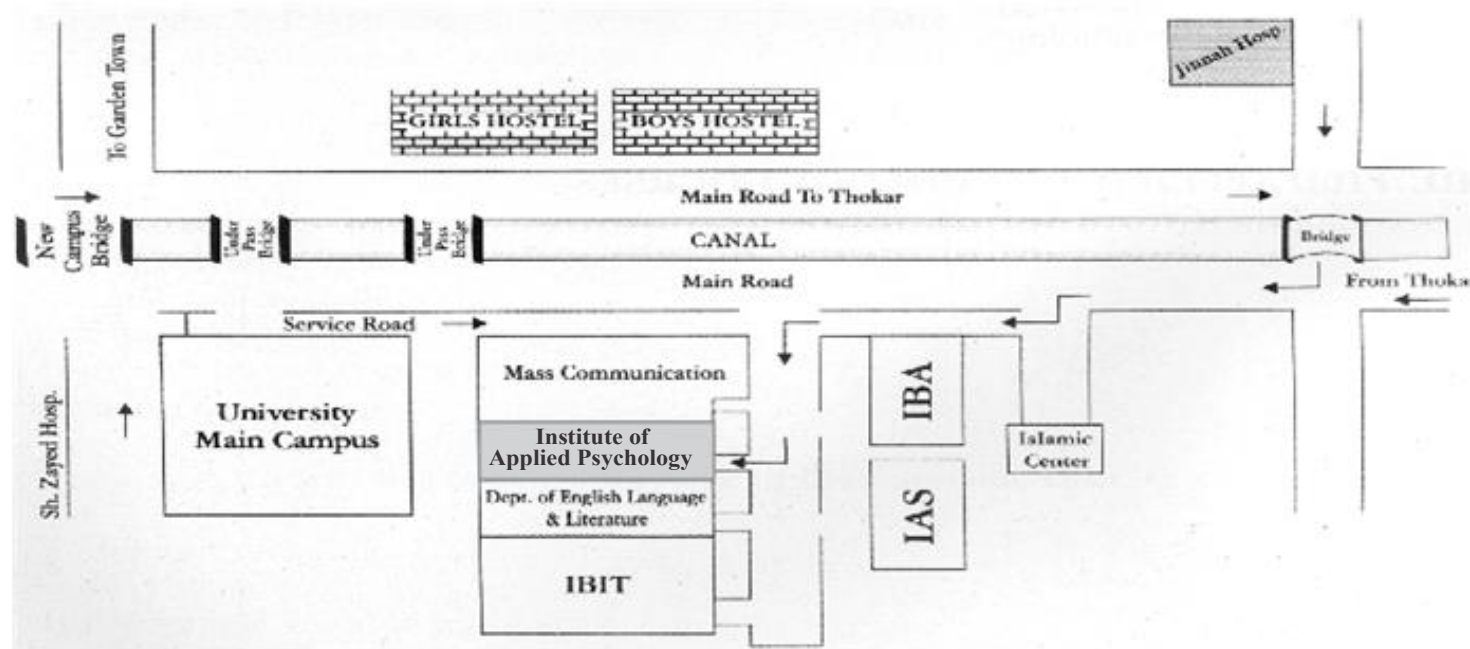 To Garden Town
Jinnah Hosp.
GIRLS HOSTEL
BOYS HOSTEL
Main Road To Thokar
New
Campus
Bridge
Under
Pass
Bridge
Under
Pass
Bridge
CANAL
Bridge
Main Road
From Thokar
Service Road
Sh. Zayed Hosp.
University
Main Campus
Mass Communication
Institute of
Applied Psychology
Dept. of English Language
& Literature
IBIT
IBA
IAS
Islamic
Center